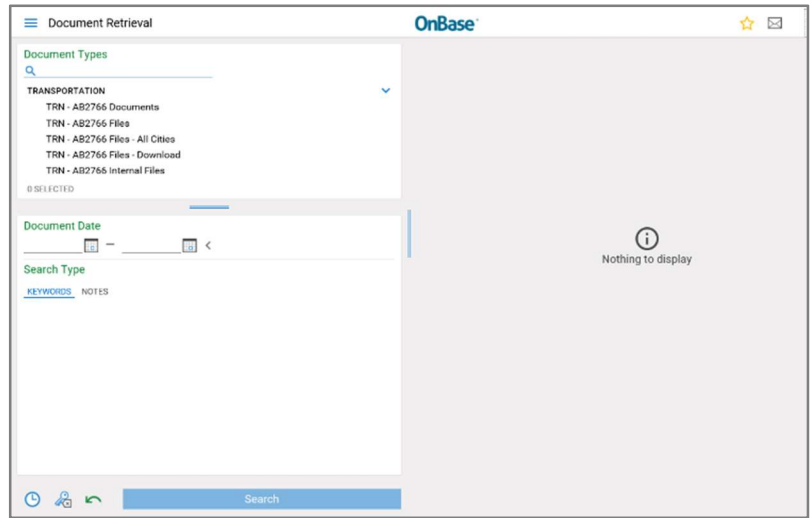 Document Retrieval
OnBase
Document Types
TRANSPORTATION
TRN - AB2766 Documents
TRN - AB2766 Files
TRN - AB2766 Files - All Cities
TRN - AB2766 Files - Download
TRN - AB2766 Internal Files
0 SELECTED
Document Date
Search Type
KEYWORDS NOTES
Nothing to display
Search